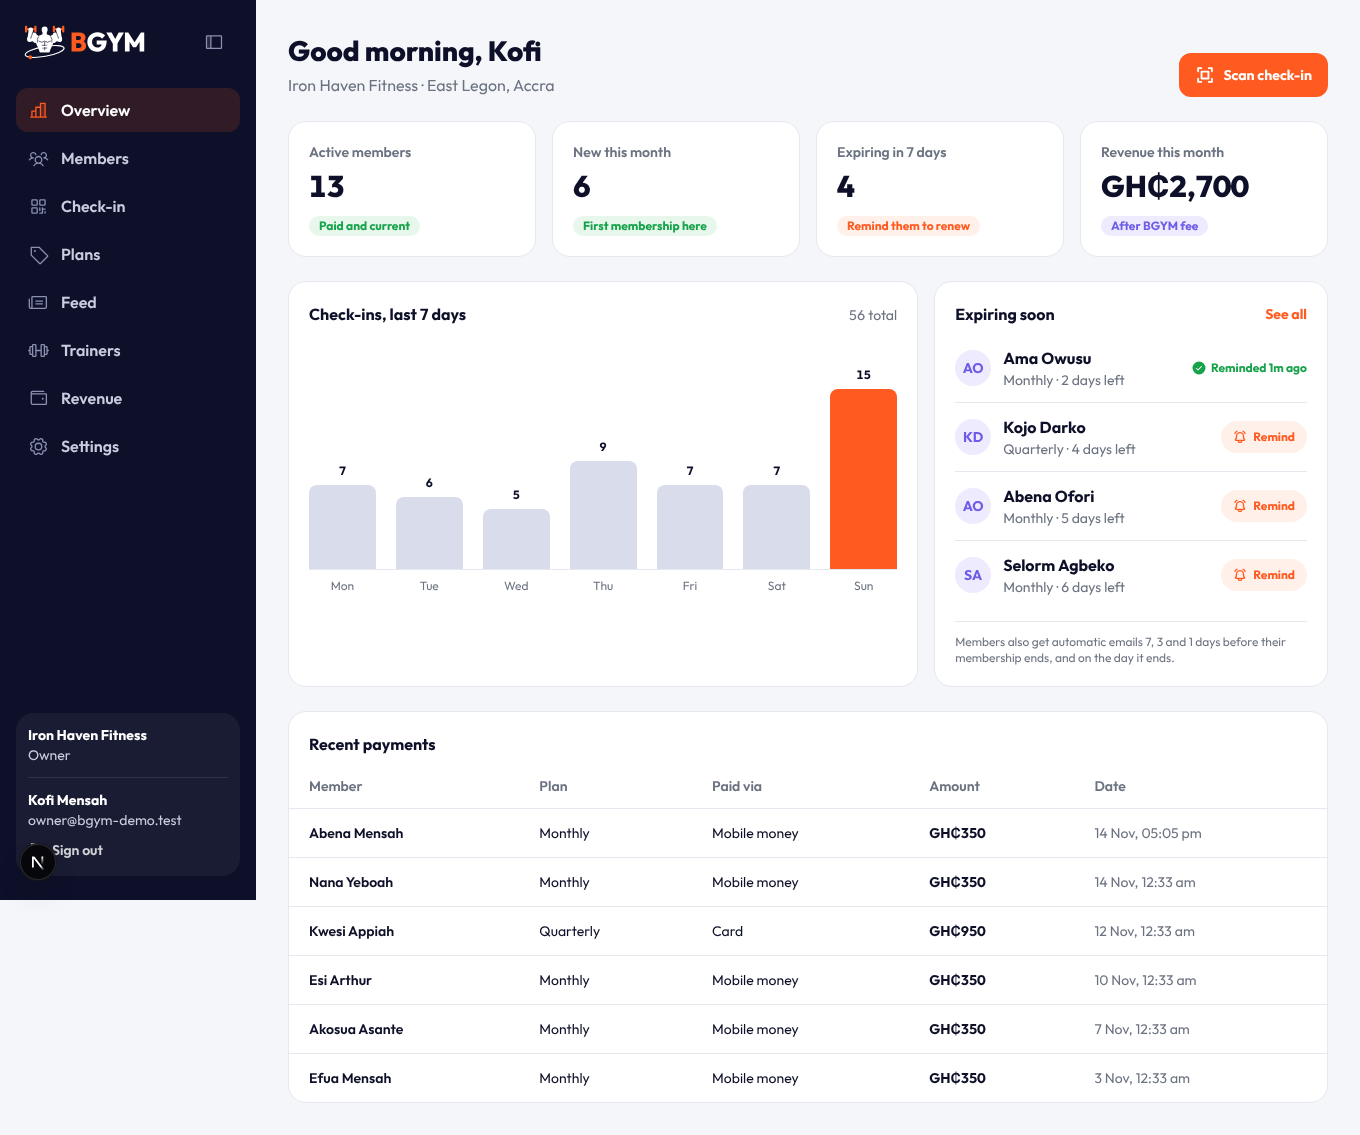 BGYM
Overview
Members
Check-in
Plans
Feed
Trainers
Revenue
Settings
Iron Haven Fitness
Owner
Kofi Mensah
owner@bgym-demo.test
Sign out
N
Good morning, Kofi
Iron Haven Fitness · East Legon, Accra
Scan check-in
Active members
13
Paid and current
New this month
6
First membership here
Expiring in 7 days
4
Remind them to renew
Revenue this month
GH₵2,700
After BGYM fee
Check-ins, last 7 days
56 total
7
6
5
9
7
7
15
Mon
Tue
Wed
Thu
Fri
Sat
Sun
Expiring soon
See all
AO
Ama Owusu
Monthly · 2 days left
Reminded 1m ago
KD
Kojo Darko
Quarterly · 4 days left
Remind
AO
Abena Ofori
Monthly · 5 days left
Remind
SA
Selorm Agbeko
Monthly · 6 days left
Remind
Members also get automatic emails 7, 3 and 1 days before their
membership ends, and on the day it ends.
Recent payments
Member Plan Paid via Amount Date
Abena Mensah Monthly Mobile money GH₵350 14 Nov, 05:05 pm
Nana Yeboah Monthly Mobile money GH₵350 14 Nov, 12:33 am
Kwesi Appiah Quarterly Card GH₵950 12 Nov, 12:33 am
Esi Arthur Monthly Mobile money GH₵350 10 Nov, 12:33 am
Akosua Asante Monthly Mobile money GH₵350 7 Nov, 12:33 am
Efua Mensah Monthly Mobile money GH₵350 3 Nov, 12:33 am